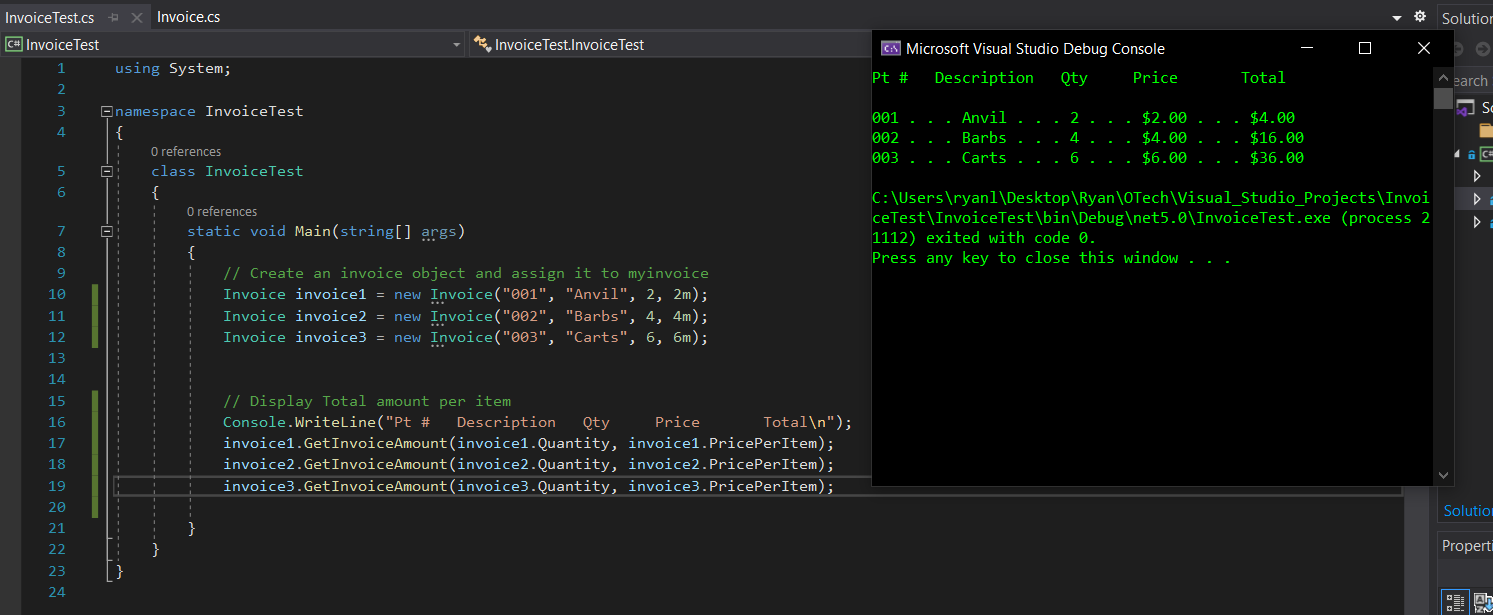 InvoiceTest.cs
Invoice.cs
InvoiceTest
InvoiceTest.InvoiceTest
1 using System;
2
3 namespace InvoiceTest
4 {
0 references
5 class InvoiceTest
6 {
0 references
7 static void Main(string[] args)
8 {
9 // Create an invoice object and assign it to myinvoice
10 Invoice invoice1 = new Invoice("001", "Anvil", 2, 2m);
11 Invoice invoice2 = new Invoice("002", "Barbs", 4, 4m);
12 Invoice invoice3 = new Invoice("003", "Carts", 6, 6m);
13
14
15 // Display Total amount per item
16 Console.WriteLine("Pt #   Description   Qty     Price       Total\n");
17 invoice1.GetInvoiceAmount(invoice1.Quantity, invoice1.PricePerItem);
18 invoice2.GetInvoiceAmount(invoice2.Quantity, invoice2.PricePerItem);
19 invoice3.GetInvoiceAmount(invoice3.Quantity, invoice3.PricePerItem);
20
21 }
22 }
23 }
24
Microsoft Visual Studio Debug Console
Pt #   Description   Qty     Price       Total
001 . . . Anvil . . . 2 . . . $2.00 . . . $4.00
002 . . . Barbs . . . 4 . . . $4.00 . . . $16.00
003 . . . Carts . . . 6 . . . $6.00 . . . $36.00
C:\Users\ryanl\Desktop\Ryan\OTech\Visual_Studio_Projects\Invoi
ceTest\InvoiceTest\bin\Debug\net5.0\InvoiceTest.exe (process 2
1112) exited with code 0.
Press any key to close this window . . .
Solution
earch
So
C#
Solutio
Properti